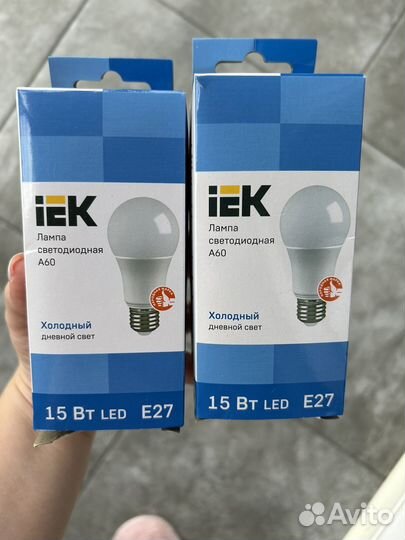 iEK
Лампа
светодиодная
A60
Холодный
дневной свет
15 Вт LED E27
iEK
Лампа
светодиодная
A60
Холодный
дневной свет
15 Вт LED E27
Avito